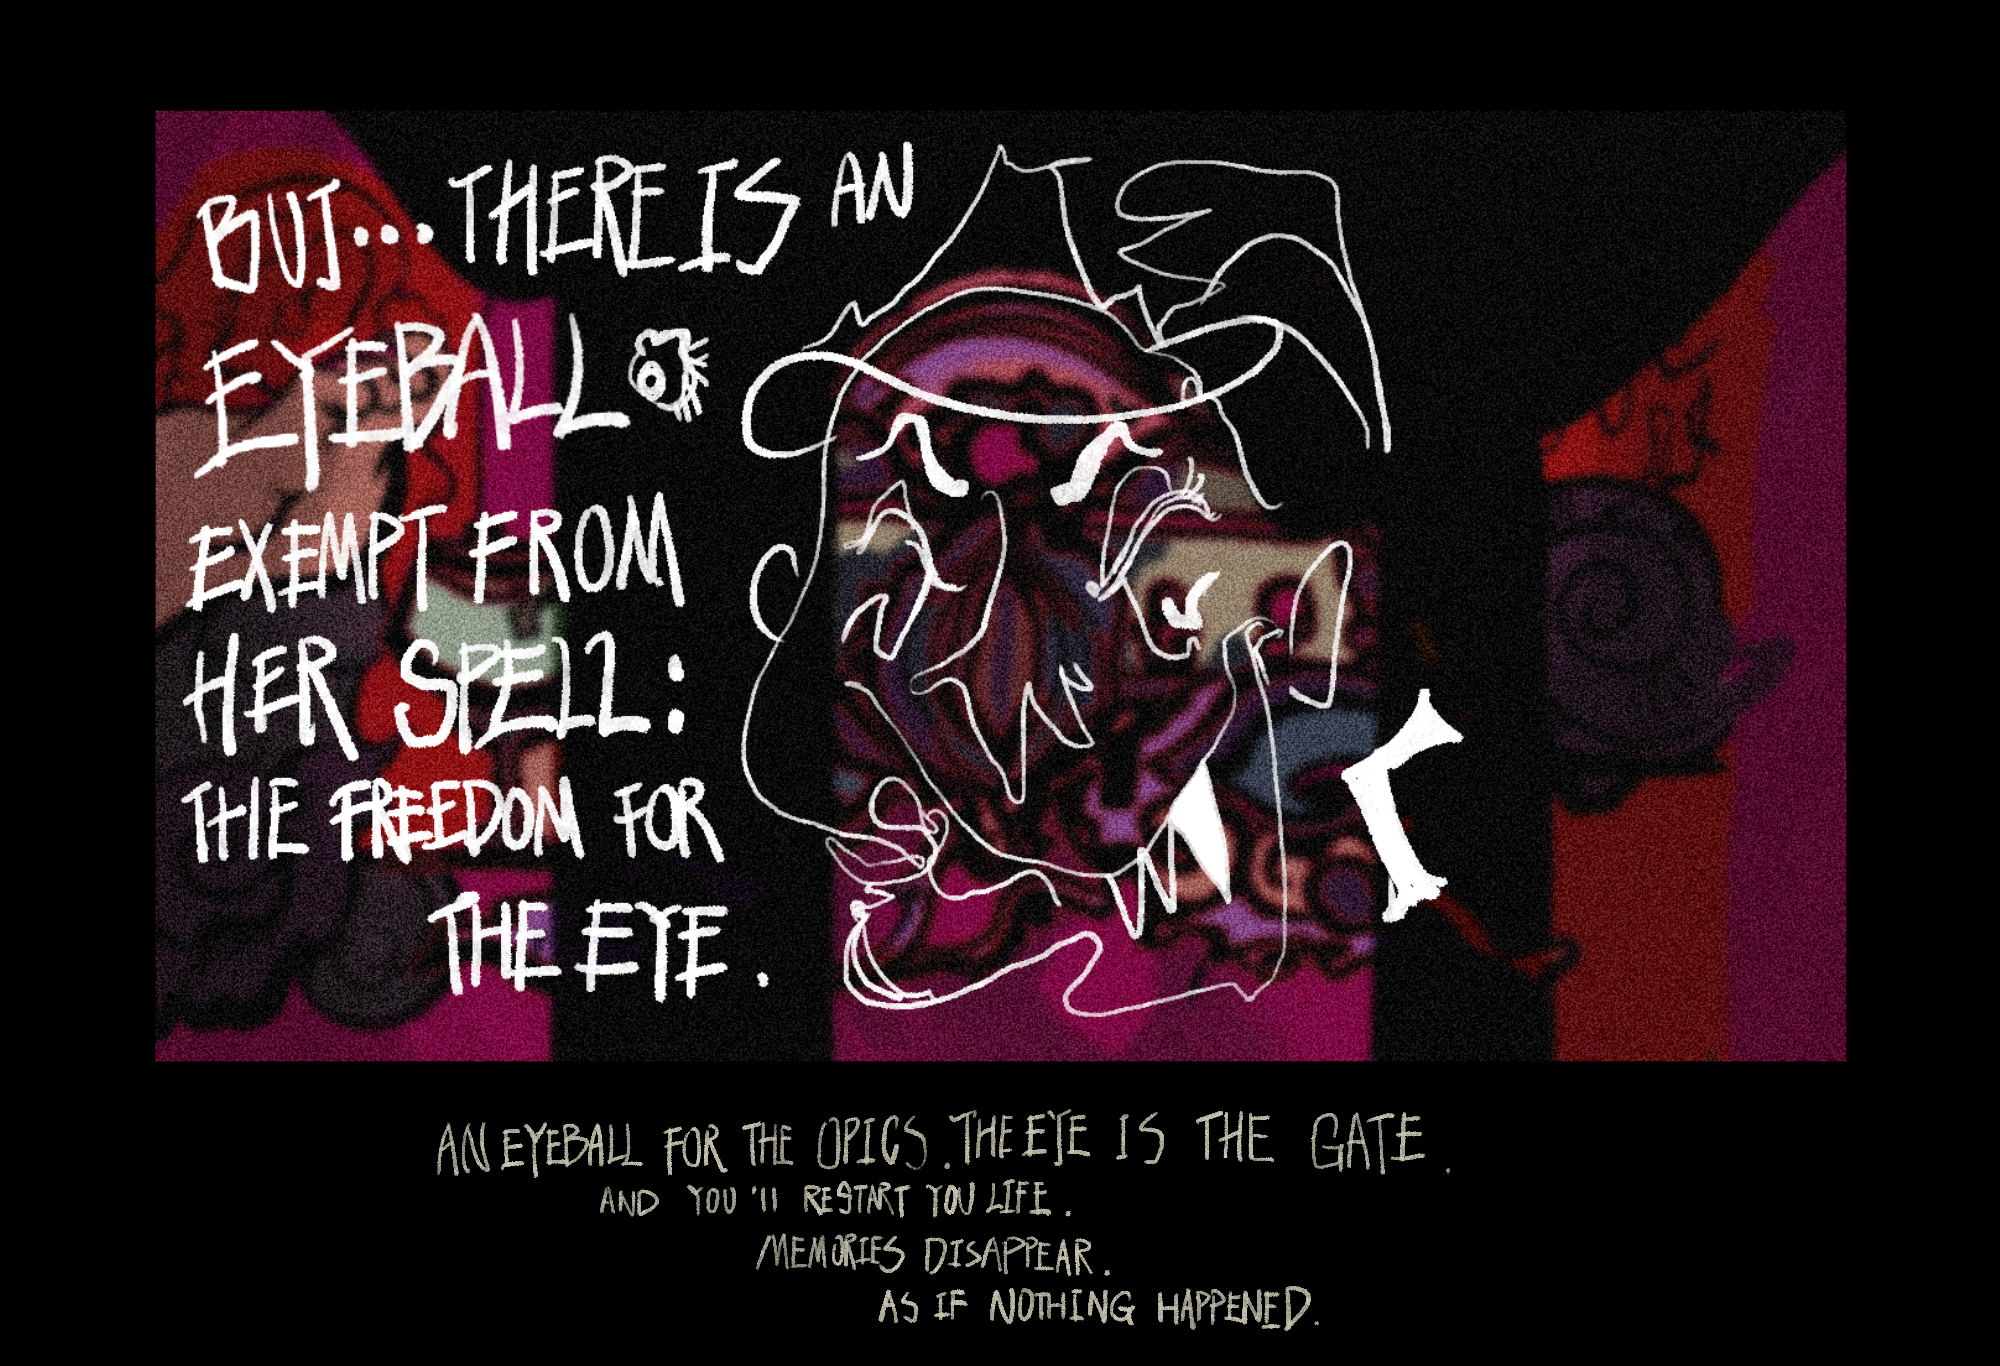 BUT... THERE IS AN
EYEBALL
EXEMPT FROM
HER SPELL:
THE FREEDOM FOR
THE EYE.
AN EYEBALL FOR THE OPICS. THE EYE IS THE GATE.
AND YOU'll RESTART YOU LIFE.
MEMORIES DISAPPEAR.
AS IF NOTHING HAPPENED.